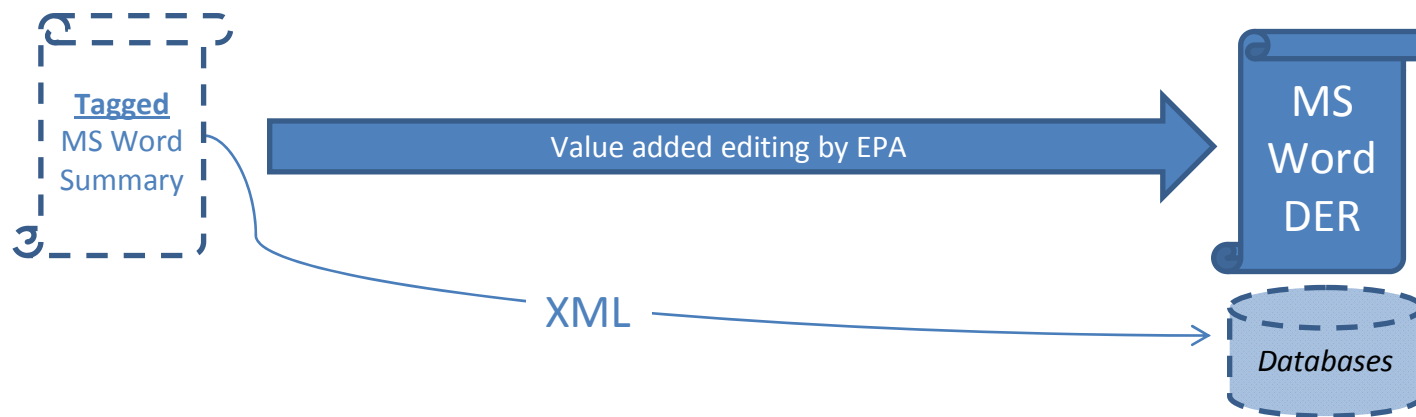 Tagged
MS Word
Summary
Value added editing by EPA
MS
Word
DER
XML
Databases